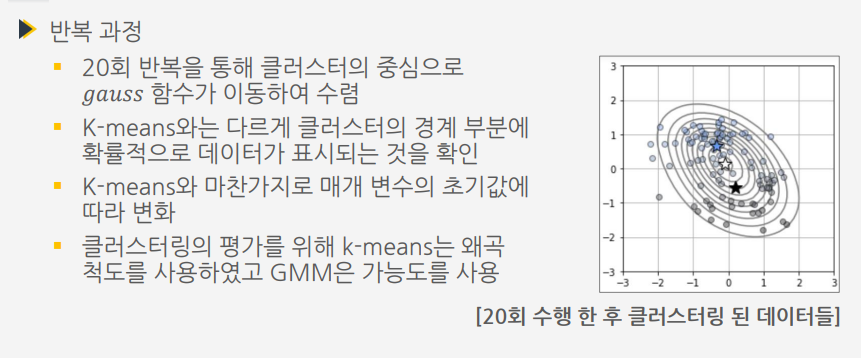 반복 과정
20회 반복을 통해 클러스터의 중심으로
gauss 함수가 이동하여 수렴
K-means와는 다르게 클러스터의 경계 부분에
확률적으로 데이터가 표시되는 것을 확인
K-means와 마찬가지로 매개 변수의 초기값에
따라 변화
클러스터링의 평가를 위해 k-means는 왜곡
척도를 사용하였고 GMM은 가능도를 사용
3
2
1
0
−1
−2
−3
−3 −2 −1 0 1 2 3
[20회 수행 한 후 클러스터링 된 데이터들]